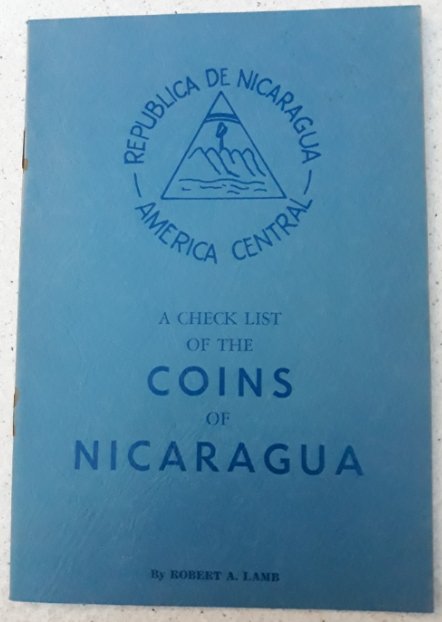 REPUBLICA DE NICARAGUA
AMERICA CENTRAL
A CHECK LIST
OF THE
COINS
OF
NICARAGUA
By ROBERT A. LAMB